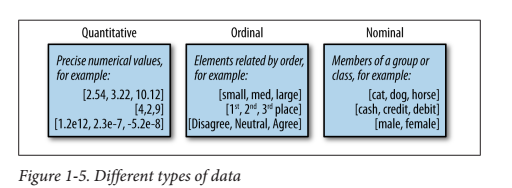 Quantitative
Ordinal
Nominal
Precise numerical values,
for example:
[2.54, 3.22, 10.12]
[4,2,9]
[1.2e12, 2.3e-7, -5.2e-8]
Elements related by order,
for example:
[small, med, large]
[1st, 2nd, 3rd place]
[Disagree, Neutral, Agree]
Members of a group or
class, for example:
[cat, dog, horse]
[cash, credit, debit]
[male, female]
Figure 1-5. Different types of data